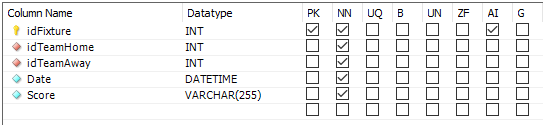 Column Name Datatype PK NN UQ B UN ZF AI G
idFixture INT
idTeamHome INT
idTeamAway INT
Date DATETIME
Score VARCHAR(255)